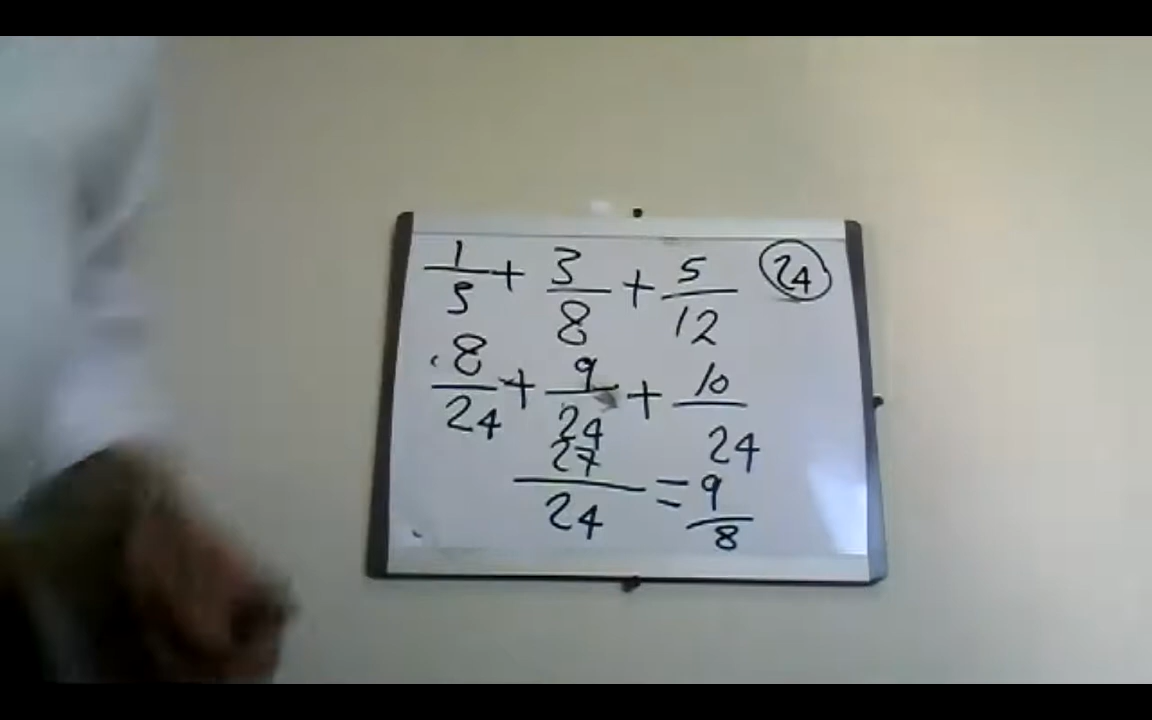 1/3 + 3/8 + 5/12 24
8/24 + 9/24 + 10/24
27/24 = 9/8